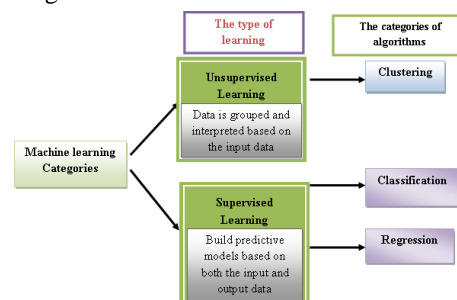 The type of
learning
The categories of
algorithms
Unsupervised
Learning
Data is grouped and
interpreted based on
the input data
Clustering
Machine learning
Categories
Supervised
Learning
Build predictive
models based on
both the input and
output data
Classification
Regression